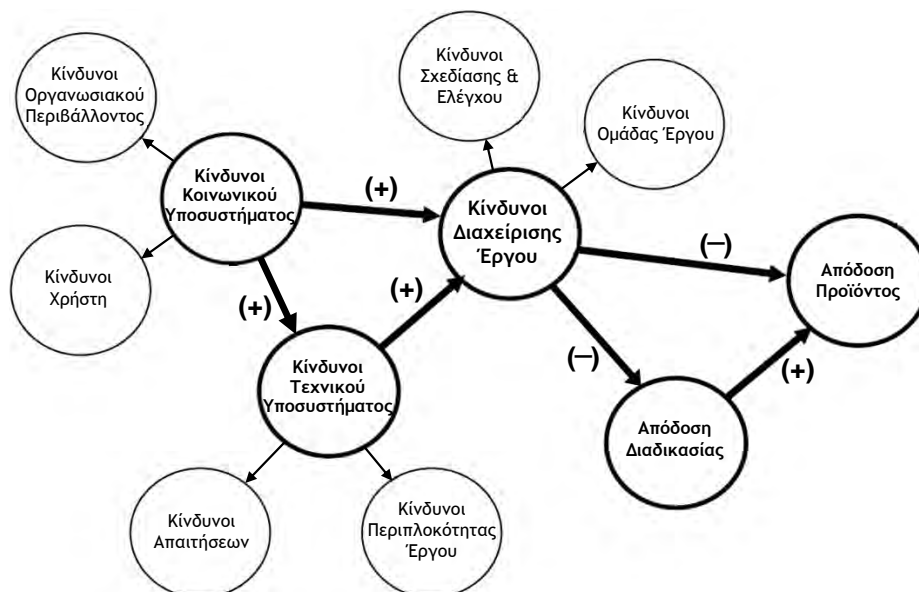 Κίνδυνοι
Οργανωσιακού
Περιβάλλοντος
Κίνδυνοι
Σχεδίασης &
Ελέγχου
Κίνδυνοι
Ομάδας Έργου
Κίνδυνοι
Κοινωνικού
Υποσυστήματος
(+)
Κίνδυνοι
Διαχείρισης
Έργου
(—)
Απόδοση
Προϊόντος
Κίνδυνοι
Χρήστη
(+)
(+)
Κίνδυνοι
Τεχνικού
Υποσυστήματος
(—)
(+)
Απόδοση
Διαδικασίας
Κίνδυνοι
Απαιτήσεων
Κίνδυνοι
Περιπλοκότητας
Έργου